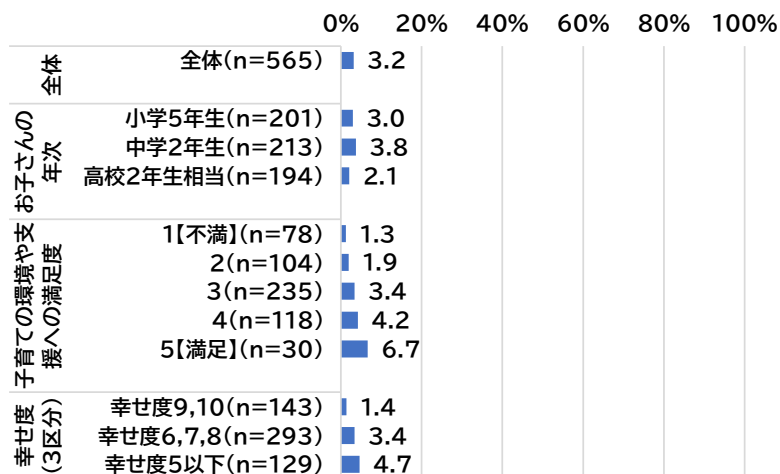 0% 20% 40% 60% 80% 100%
全体
全体(n=565) 3.2
お子さんの
年次
小学5年生(n=201) 3.0
中学2年生(n=213) 3.8
高校2年生相当(n=194) 2.1
子育ての環境や支
援への満足度
1【不満】(n=78) 1.3
2(n=104) 1.9
3(n=235) 3.4
4(n=118) 4.2
5【満足】(n=30) 6.7
幸せ度
(3区分)
幸せ度9,10(n=143) 1.4
幸せ度6,7,8(n=293) 3.4
幸せ度5以下(n=129) 4.7